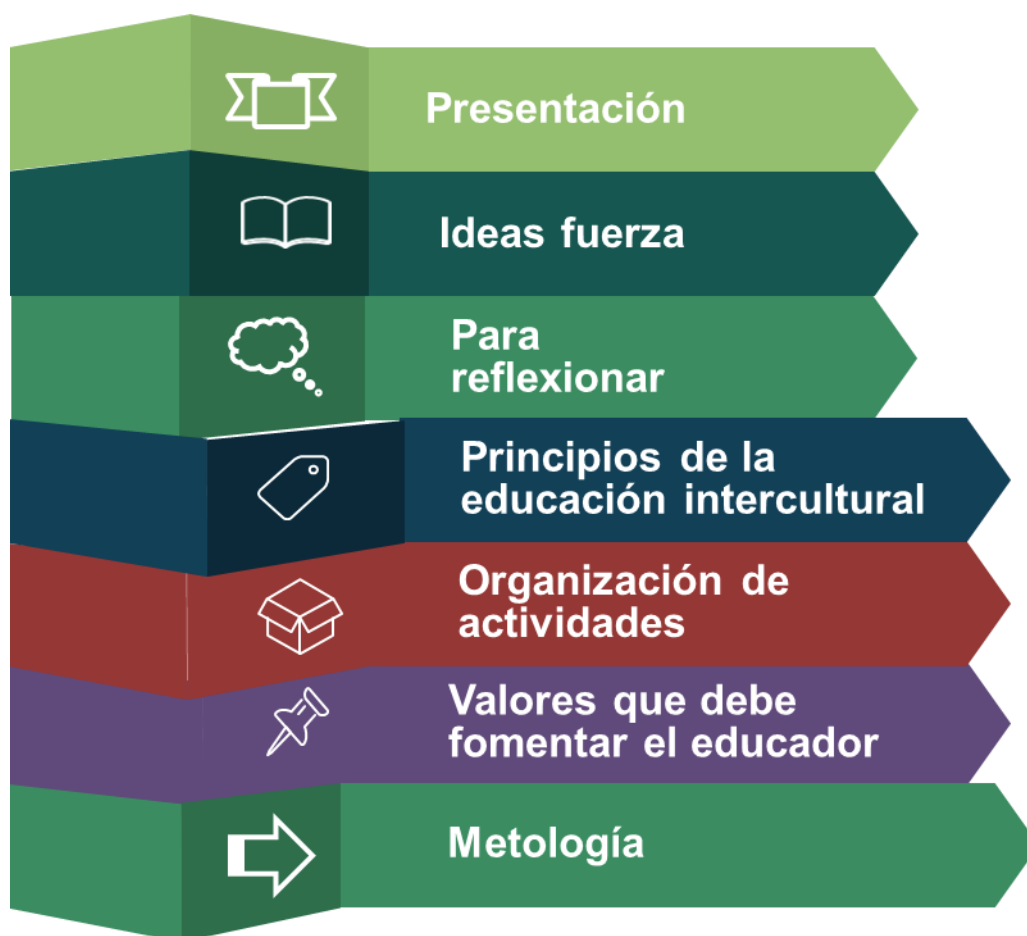 Presentación
Ideas fuerza
Para
reflexionar
Principios de la
educación intercultural
Organización de
actividades
Valores que debe
fomentar el educador
Metología